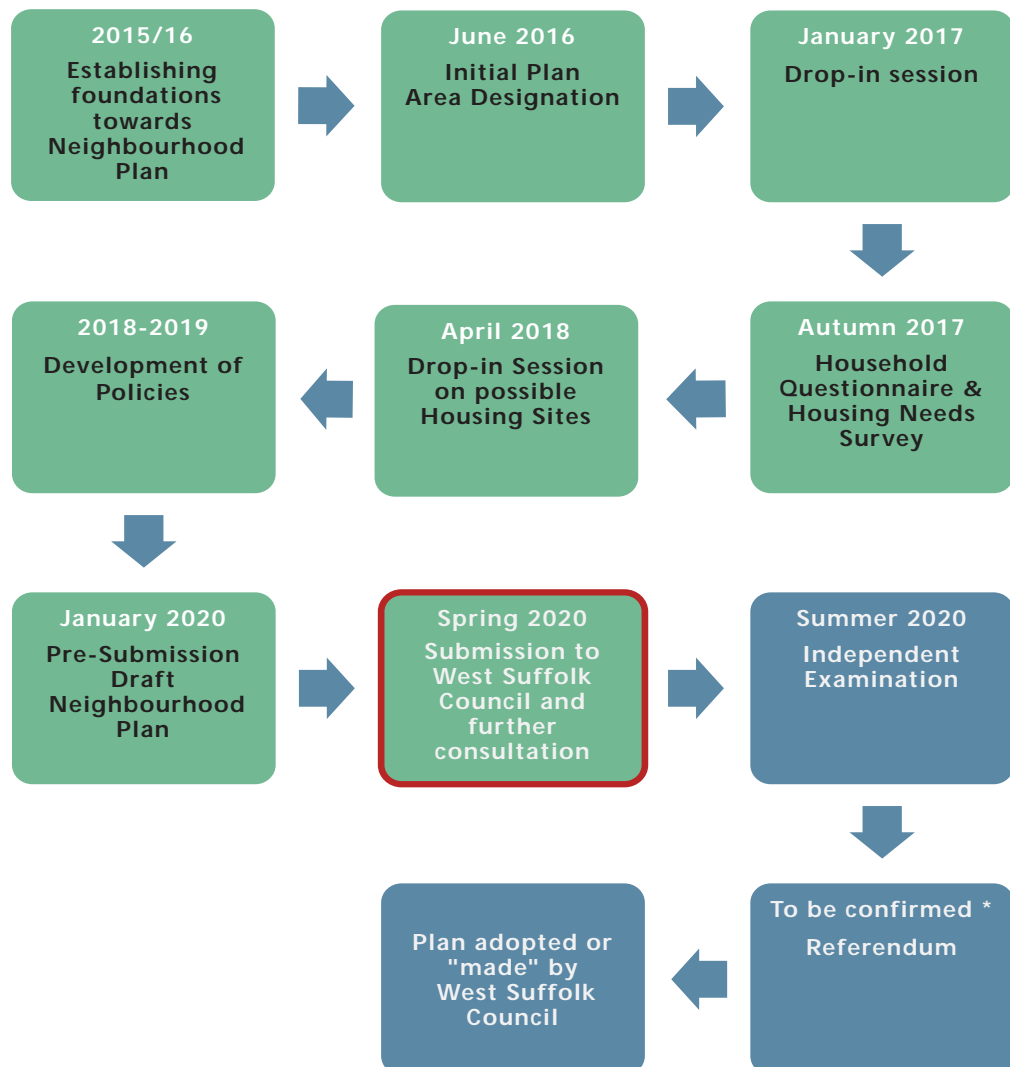 2015/16
Establishing
foundations
towards
Neighbourhood
Plan
June 2016
Initial Plan
Area Designation
January 2017
Drop-in session
Autumn 2017
Household
Questionnaire &
Housing Needs
Survey
April 2018
Drop-in Session
on possible
Housing Sites
2018-2019
Development of
Policies
January 2020
Pre-Submission
Draft
Neighbourhood
Plan
Spring 2020
Submission to
West Suffolk
Council and
further
consultation
Summer 2020
Independent
Examination
To be confirmed *
Referendum
Plan adopted or
"made" by
West Suffolk
Council